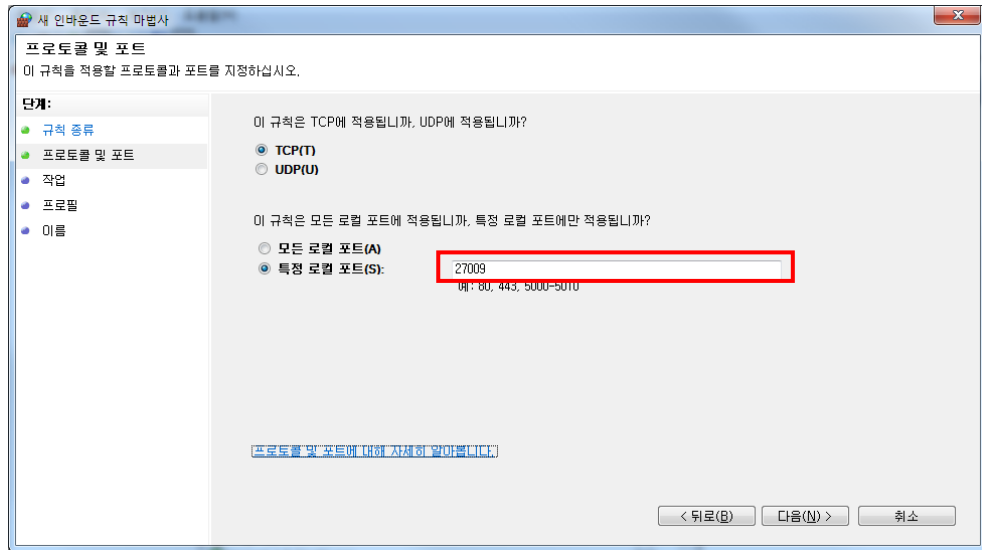 새 인바운드 규칙 마법사
프로토콜 및 포트
이 규칙을 적용할 프로토콜과 포트를 지정하십시오.
단계:
규칙 종류
프로토콜 및 포트
작업
프로필
이름
이 규칙은 TCP에 적용됩니까, UDP에 적용됩니까?
TCP(T)
UDP(U)
이 규칙은 모든 로컬 포트에 적용됩니까, 특정 로컬 포트에만 적용됩니까?
모든 로컬 포트(A)
특정 로컬 포트(S):
27009
예: 80, 443, 5000-5010
프로토콜 및 포트에 대해 자세히 알아봅니다.
< 뒤로(B)
다음(N) >
취소